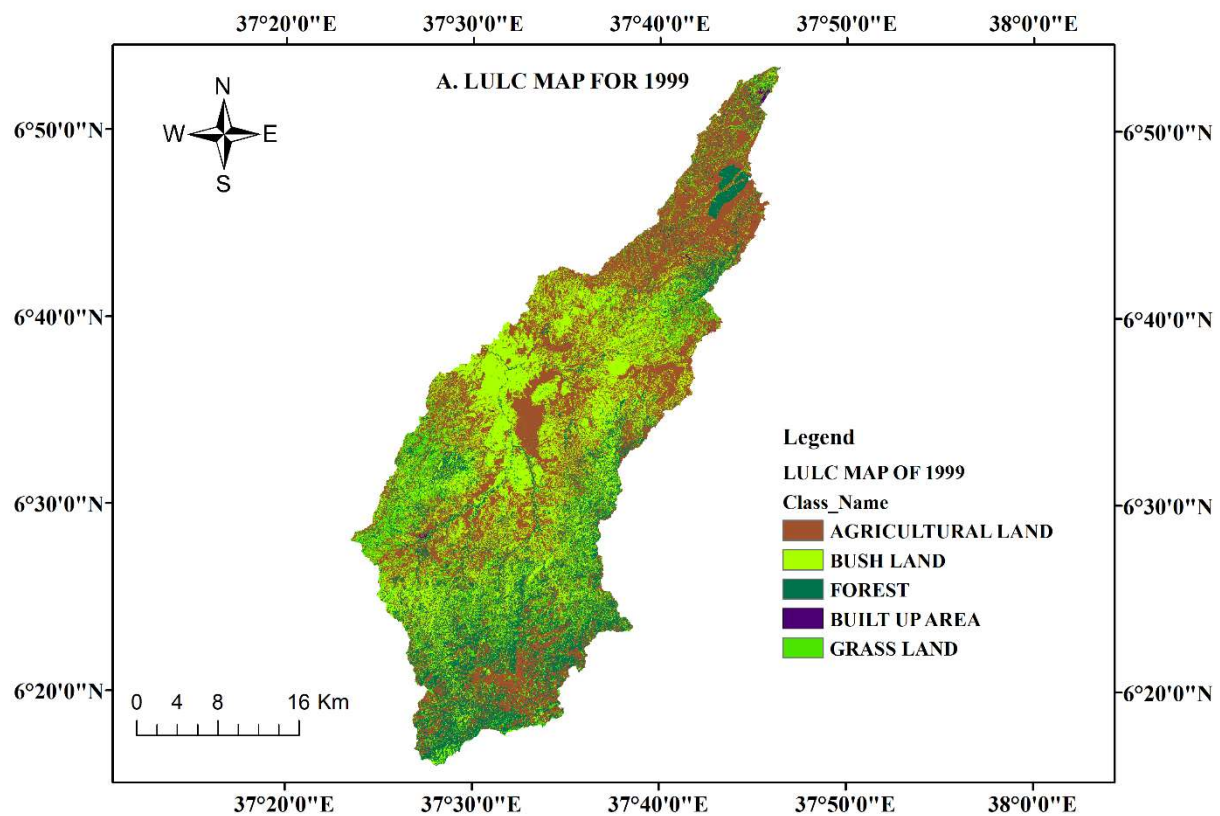 37°20'0"E 37°30'0"E 37°40'0"E 37°50'0"E 38°0'0"E
A. LULC MAP FOR 1999
N
W E
S
6°50'0"N 6°50'0"N
6°40'0"N 6°40'0"N
Legend
LULC MAP OF 1999
6°30'0"N 6°30'0"N
Class_Name
AGRICULTURAL LAND
BUSH LAND
FOREST
BUILT UP AREA
GRASS LAND
6°20'0"N 6°20'0"N
0 4 8 16 Km
37°20'0"E 37°30'0"E 37°40'0"E 37°50'0"E 38°0'0"E